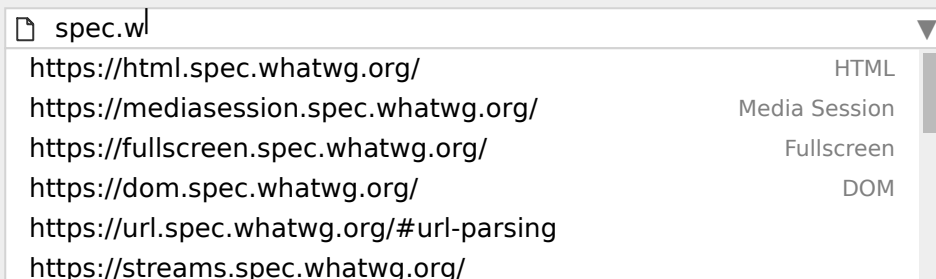 spec.w
https://html.spec.whatwg.org/ HTML
https://mediasession.spec.whatwg.org/ Media Session
https://fullscreen.spec.whatwg.org/ Fullscreen
https://dom.spec.whatwg.org/ DOM
https://url.spec.whatwg.org/#url-parsing
https://streams.spec.whatwg.org/